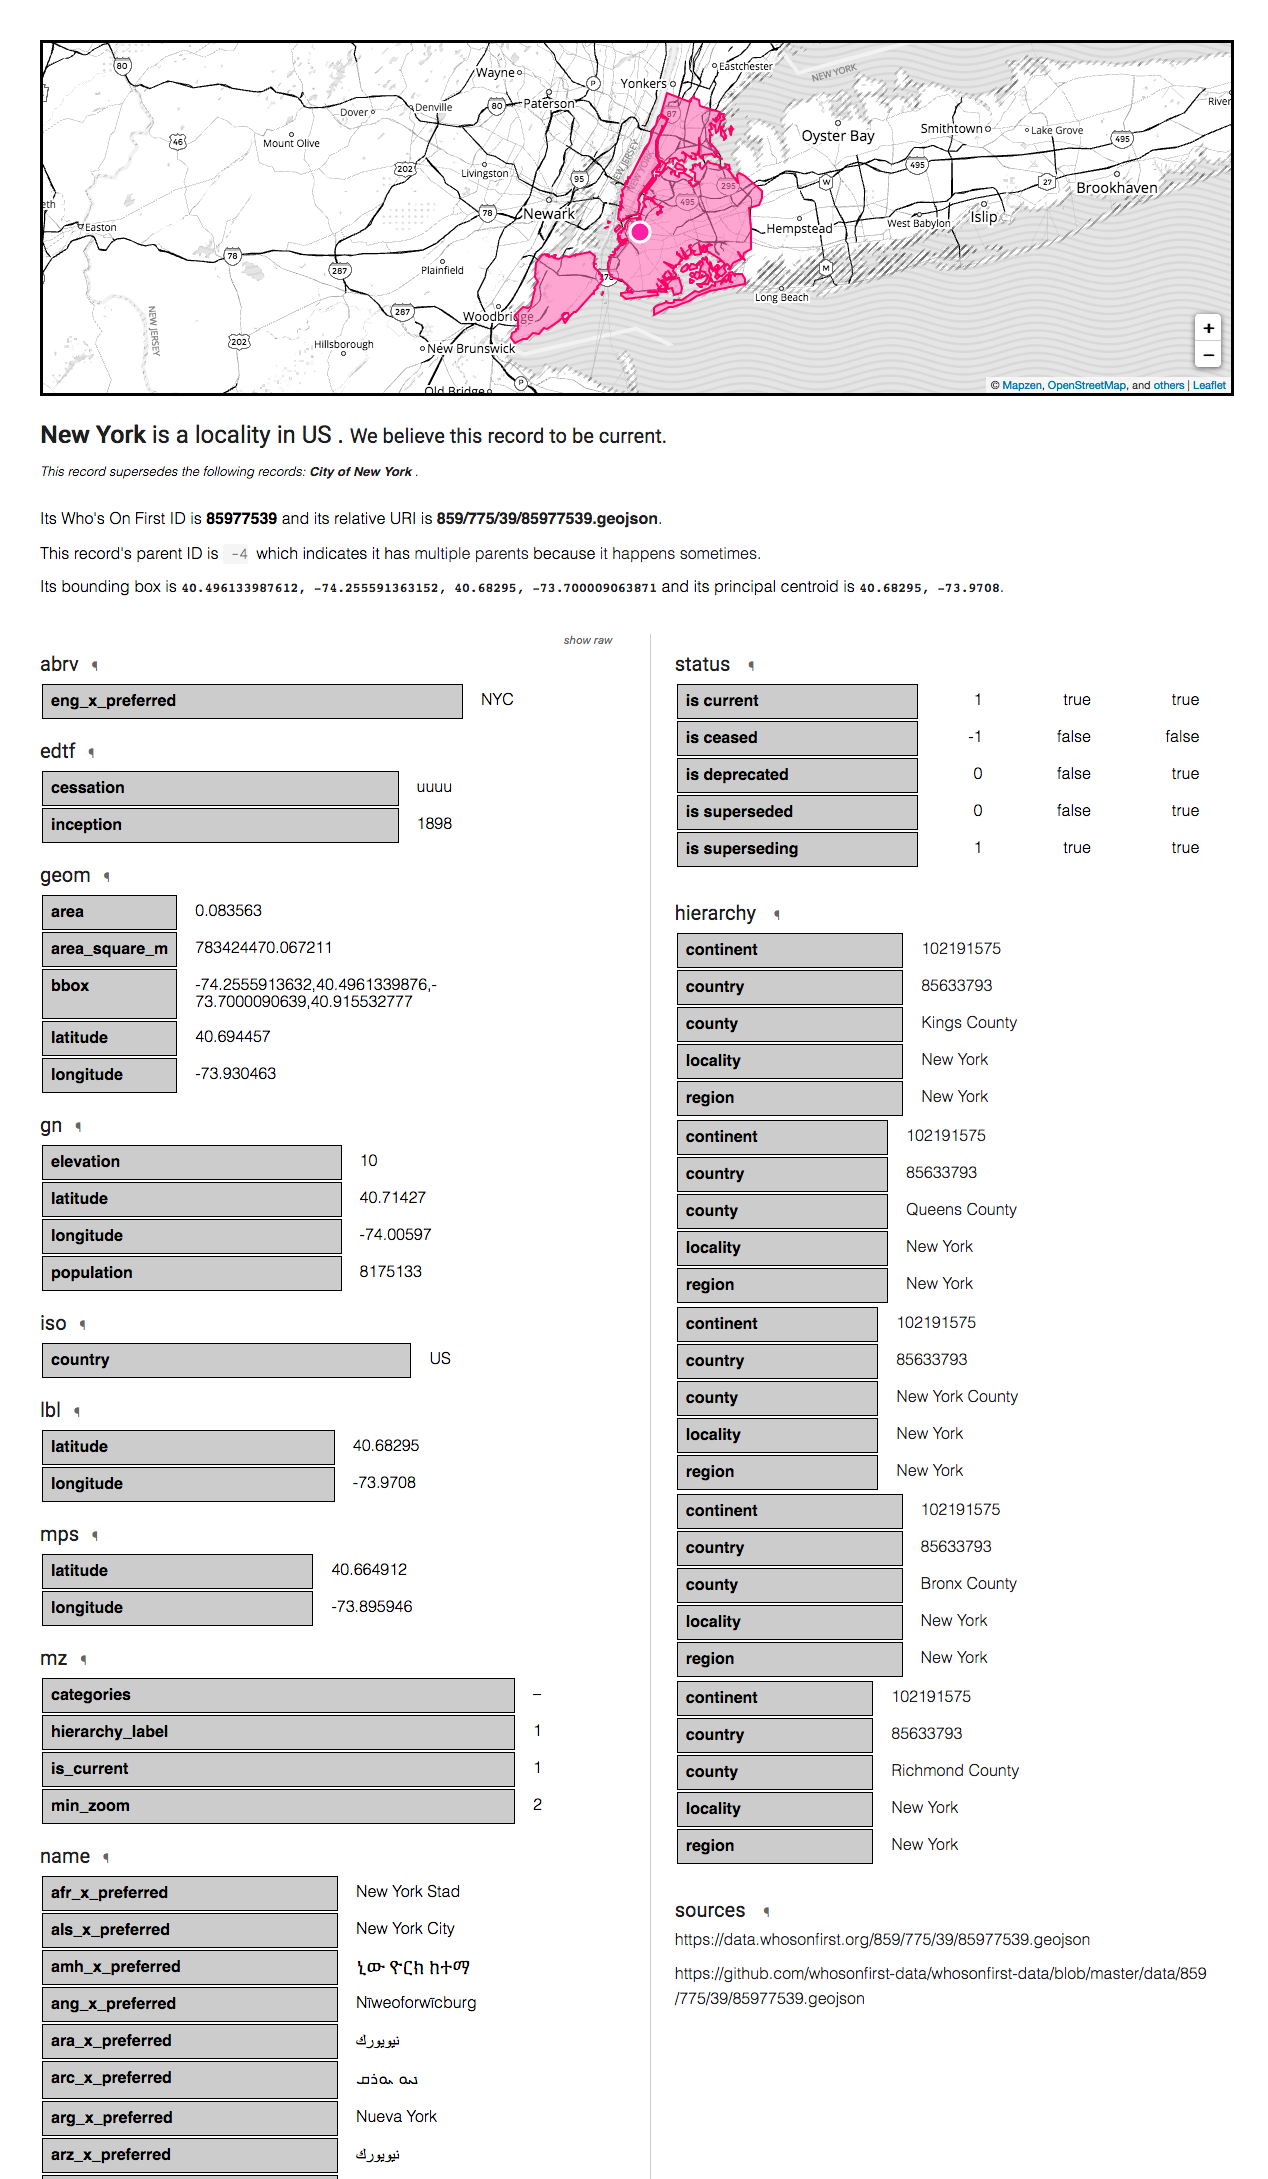 80
Wayne
Yonkers
Eastchester
NEW YORK
Dover
Denville
80
Paterson
87
River
46
Mount Olive
Oyster Bay
Smithtown
Lake Grove
495
202
Livingston
95
NEW JERSEY
NEW YORK
295
495
W
495
27
Brookhaven
eth
Easton
78
Newark
Hempstead
West Babylon
Islip
78
287
Plainfield
278
M
Long Beach
NEW JERSEY
287
Woodbridge
202
Hillsborough
New Brunswick
Old Bridge
P
P
+
−
© Mapzen, OpenStreetMap, and others | Leaflet
New York is a locality in US . We believe this record to be current.
This record supersedes the following records: City of New York .
Its Who's On First ID is 85977539 and its relative URI is 859/775/39/85977539.geojson.
This record's parent ID is -4 which indicates it has multiple parents because it happens sometimes.
Its bounding box is 40.496133987612, -74.255591363152, 40.68295, -73.700009063871 and its principal centroid is 40.68295, -73.9708.
show raw
abrv ¶
eng_x_preferred NYC
edtf ¶
cessation uuuu
inception 1898
geom ¶
area 0.083563
area_square_m 783424470.067211
bbox -74.2555913632,40.4961339876,-
73.7000090639,40.915532777
latitude 40.694457
longitude -73.930463
gn ¶
elevation 10
latitude 40.71427
longitude -74.00597
population 8175133
iso ¶
country US
lbl ¶
latitude 40.68295
longitude -73.9708
mps ¶
latitude 40.664912
longitude -73.895946
mz ¶
categories –
hierarchy_label 1
is_current 1
min_zoom 2
name ¶
afr_x_preferred New York Stad
als_x_preferred New York City
amh_x_preferred ኒው ዮርክ ከተማ
ang_x_preferred Nīweoforwīcburg
ara_x_preferred نيويورك
arc_x_preferred ܢܝܘ ܝܘܪܩ
arg_x_preferred Nueva York
arz_x_preferred نيويورك
status ¶
is current 1 true true
is ceased -1 false false
is deprecated 0 false true
is superseded 0 false true
is superseding 1 true true
hierarchy ¶
continent 102191575
country 85633793
county Kings County
locality New York
region New York
continent 102191575
country 85633793
county Queens County
locality New York
region New York
continent 102191575
country 85633793
county New York County
locality New York
region New York
continent 102191575
country 85633793
county Bronx County
locality New York
region New York
continent 102191575
country 85633793
county Richmond County
locality New York
region New York
sources ¶
https://data.whosonfirst.org/859/775/39/85977539.geojson
https://github.com/whosonfirst-data/whosonfirst-data/blob/master/data/859
/775/39/85977539.geojson